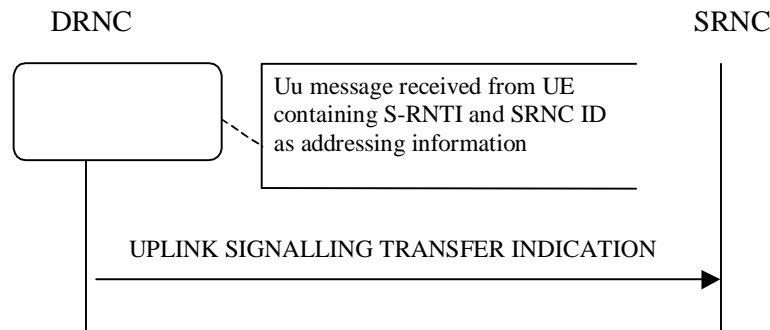 DRNC
SRNC
Uu message received from UE
containing S-RNTI and SRNC ID
as addressing information
UPLINK SIGNALLING TRANSFER INDICATION